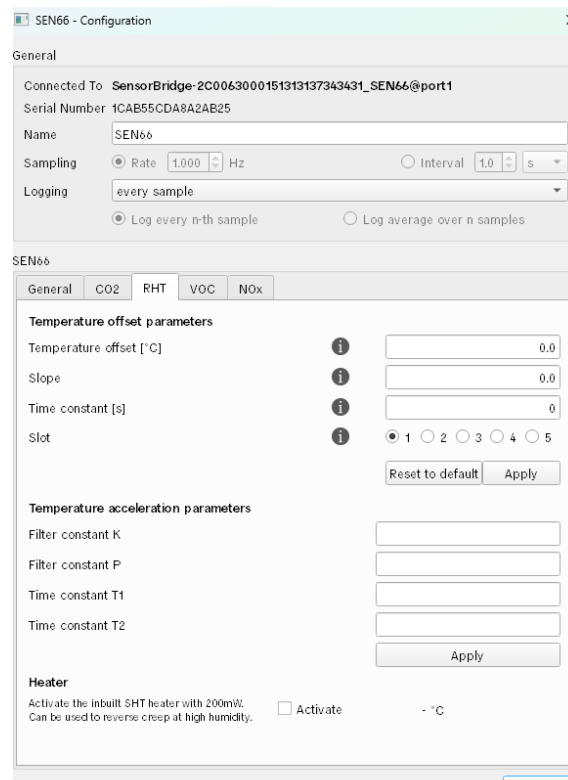 SEN66 - Configuration
General
Connected To SensorBridge-2C0063000151313137343431_SEN66@port1
Serial Number 1CAB55CDA8A2AB25
Name SEN66
Sampling Rate 1.000 Hz Interval 1.0 s
Logging every sample
Log every n-th sample Log average over n samples
SEN66
General CO2 RHT VOC NOx
Temperature offset parameters
Temperature offset [°C] i 0.0
Slope i 0.0
Time constant [s] i 0
Slot i 1 2 3 4 5
Reset to default Apply
Temperature acceleration parameters
Filter constant K
Filter constant P
Time constant T1
Time constant T2
Apply
Heater
Activate the inbuilt SHT heater with 200mW.
Can be used to reverse creep at high humidity.
Activate - °C